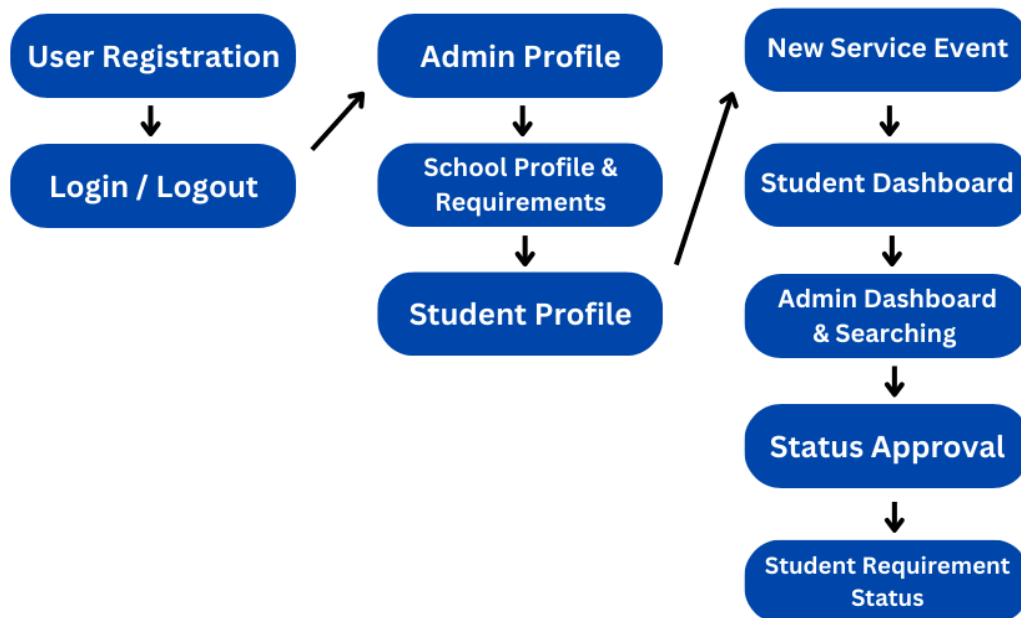 User Registration
Login / Logout
Admin Profile
School Profile &
Requirements
Student Profile
New Service Event
Student Dashboard
Admin Dashboard
& Searching
Status Approval
Student Requirement
Status